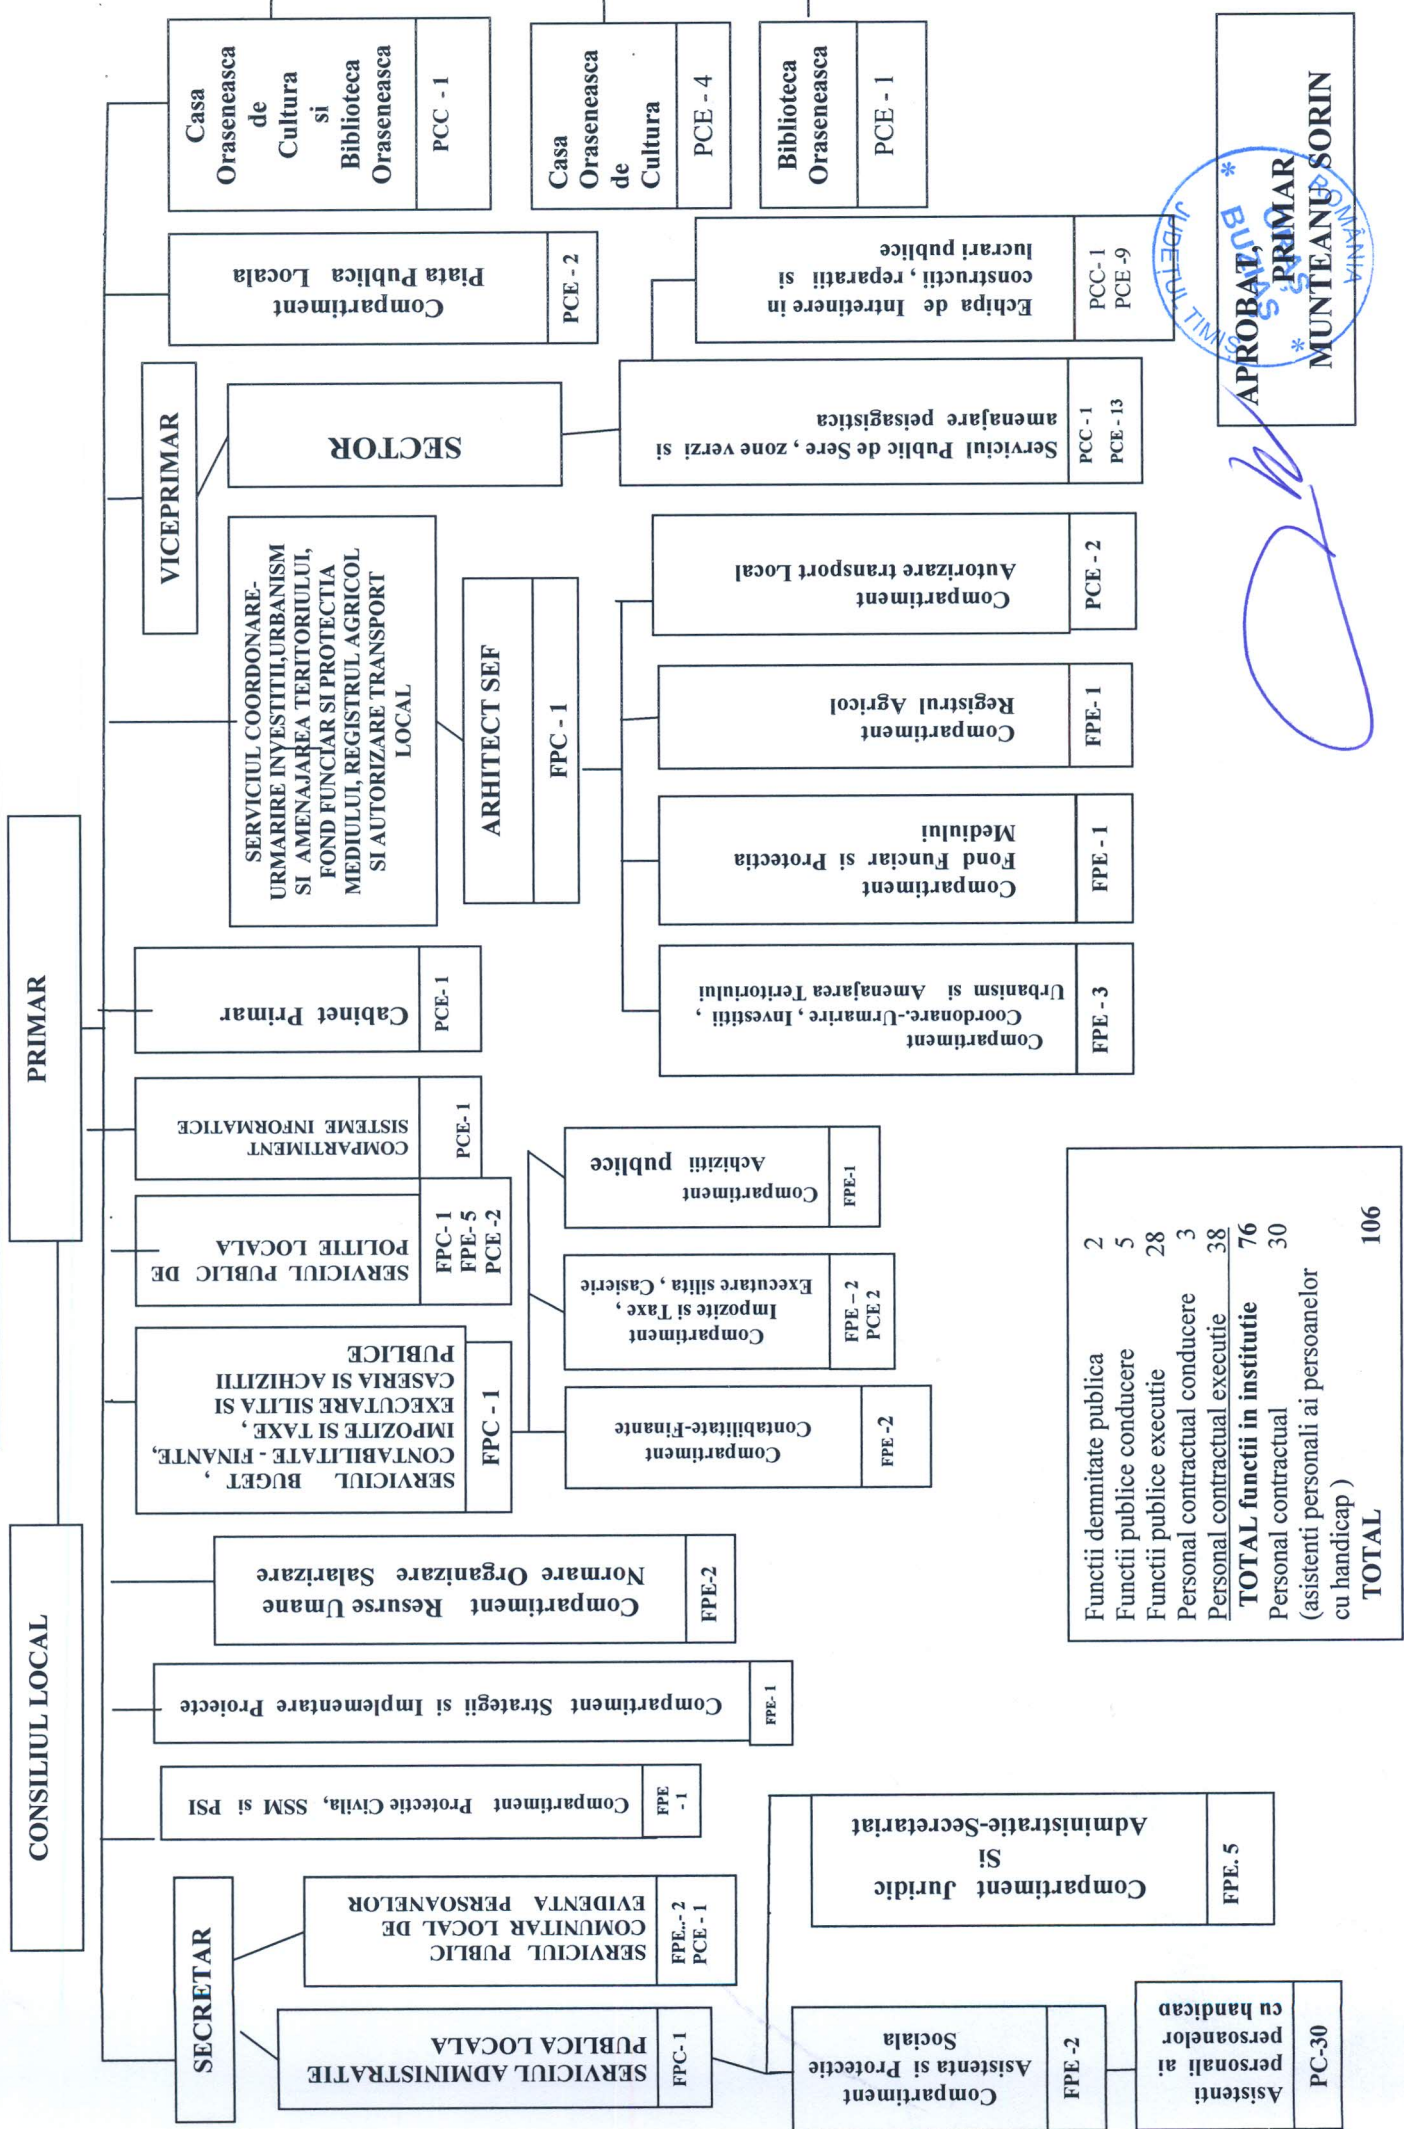 CONSILIUL LOCAL
PRIMAR
SECRETAR
SERVICIUL ADMINISTRATIE
PUBLICA LOCALA
FPC- 1
SERVICIUL PUBLIC
COMUNITAR LOCAL DE
EVIDENTA PERSOANELOR
FPE..- 2
PCE - 1
Compartiment
Asistenta si Protectie
Sociala
FPE -2
Asistenti
personali ai
persoanelor
cu handicap
PC-30
Compartiment Juridic
Si
Administratie-Secretariat
FPE. 5
Compartiment Protectie Civila, SSM si PSI
FPE
- 1
Compartiment Strategii si Implementare Proiecte
FPE- 1
Compartiment Resurse Umane
Normare Organizare Salarizare
FPE-2
SERVICIUL BUGET ,
CONTABILITATE - FINANTE,
IMPOZITE SI TAXE ,
EXECUTARE SILITA SI
CASERIA SI ACHIZITII
PUBLICE
FPC - 1
Compartiment
Contabilitate-Finante
FPE -2
Compartiment
Impozite si Taxe ,
Executare silita , Casierie
FPE – 2
PCE 2
Compartiment
Achizitii publice
FPE-1
SERVICIUL PUBLIC DE
POLITIE LOCALA
FPC- 1
FPE- 5
PCE -2
COMPARTIMENT
SISTEME INFORMATICE
PCE- 1
Cabinet Primar
PCE- 1
SERVICIUL COORDONARE-
URMARIRE INVESTITII,URBANISM
SI AMENAJAREA TERITORIULUI,
FOND FUNCIAR SI PROTECTIA
MEDIULUI, REGISTRUL AGRICOL
SI AUTORIZARE TRANSPORT
LOCAL
ARHITECT SEF
FPC - 1
Compartiment
Coordonare.-Urmarire , Investitii ,
Urbanism si Amenajarea Teritoriului
FPE - 3
Compartiment
Fond Funciar si Protectia
Mediului
FPE - 1
Compartiment
Registrul Agricol
FPE- 1
Compartiment
Autorizare transport Local
PCE - 2
VICEPRIMAR
SECTOR
Serviciul Public de Sere , zone verzi si
amenajare peisagistica
PCC - 1
PCE - 13
Echipa de Intretinere in
constructii , reparatii si
lucrari publice
PCC- 1
PCE -9
Compartiment
Piata Publica Locala
PCE - 2
Casa
Oraseneasca
de
Cultura
si
Biblioteca
Oraseneasca
PCC - 1
Casa
Oraseneasca
de
Cultura
PCE - 4
Biblioteca
Oraseneasca
PCE - 1
Functii demnitate publica 2
Functii publice conducere 5
Functii publice executie 28
Personal contractual conducere 3
Personal contractual executie 38
TOTAL functii in institutie 76
Personal contractual 30
(asistenti personali ai persoanelor
cu handicap )
TOTAL 106
APROBAT,
PRIMAR
MUNTEANU SORIN
ROMÂNIA
JUDEȚUL TIMIȘ
ORAȘ
BUZIAȘ